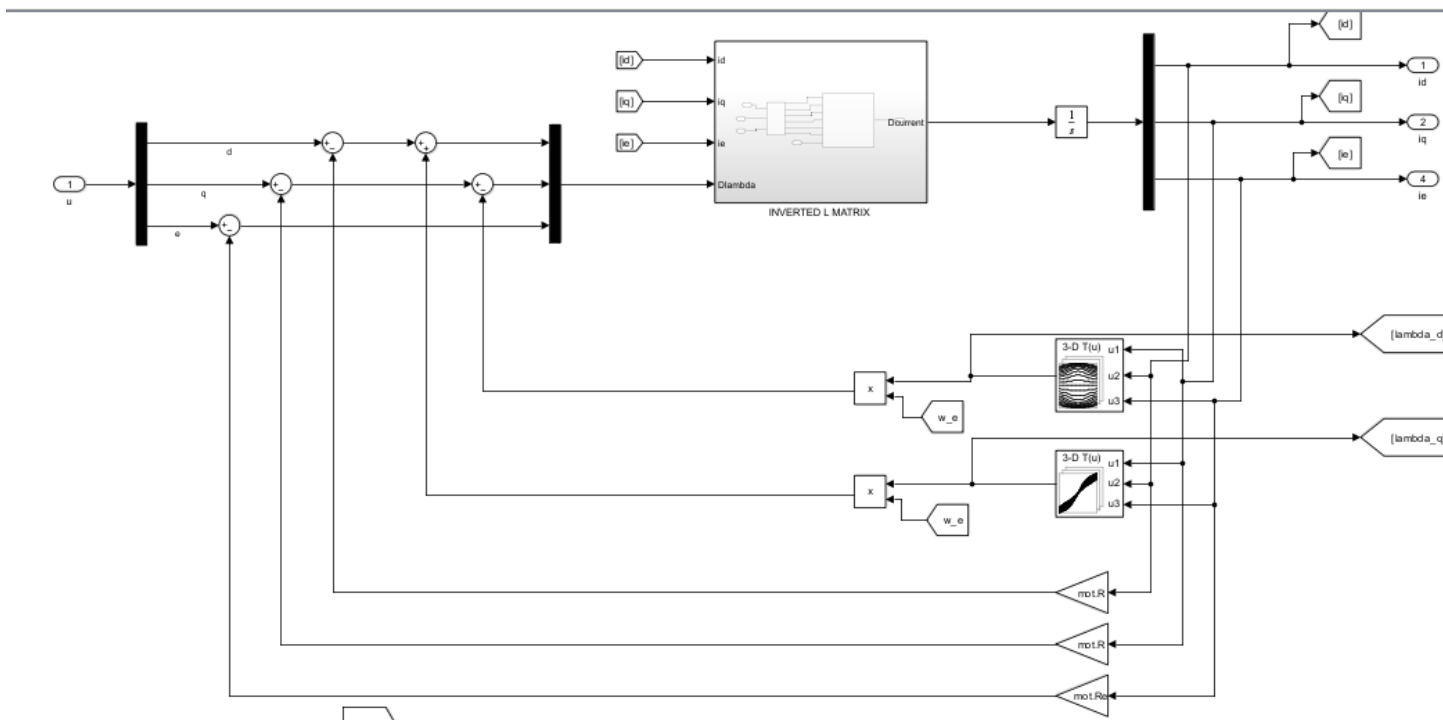 [id]
[id]
id
1
id
[iq]
iq
[iq]
2
iq
Dcurrent
1
s
d
[ie]
ie
[ie]
1
u
q
Dlambda
4
ie
e
INVERTED L MATRIX
[lambda_d
3-D T(u)
u1
u2
u3
x
w_e
[lambda_q
3-D T(u)
u1
u2
u3
x
w_e
mot.R
mot.R
mot.Re